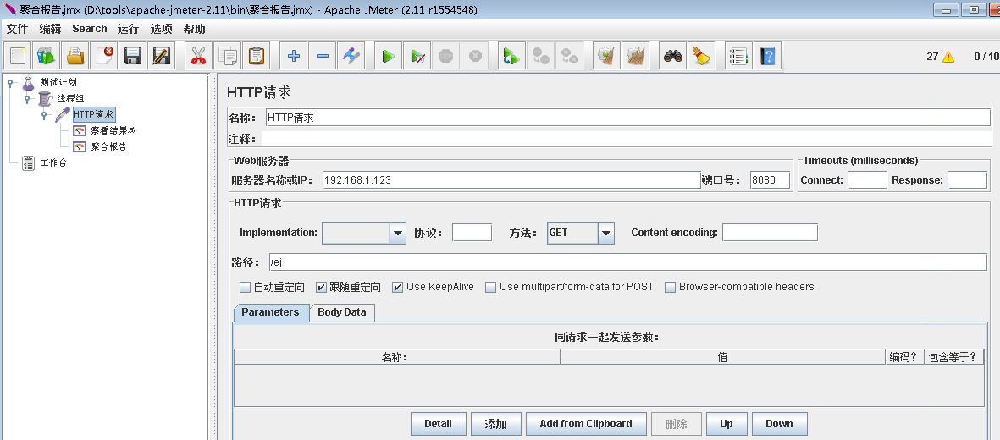 聚合报告.jmx (D:\tools\apache-jmeter-2.11\bin\聚合报告.jmx) - Apache JMeter (2.11 r1554548)
文件 编辑 Search 运行 选项 帮助
27 0 / 10
测试计划
线程组
HTTP请求
察看结果树
聚合报告
工作台
HTTP请求
名称： HTTP请求
注释：
Web服务器
服务器名称或IP： 192.168.1.123 端口号： 8080
Timeouts (milliseconds)
Connect: Response:
HTTP请求
Implementation: 协议： 方法： GET Content encoding:
路径： /ej
自动重定向 跟随重定向 Use KeepAlive Use multipart/form-data for POST Browser-compatible headers
Parameters Body Data
同请求一起发送参数：
名称： 值 编码？ 包含等于？
Detail 添加 Add from Clipboard 删除 Up Down